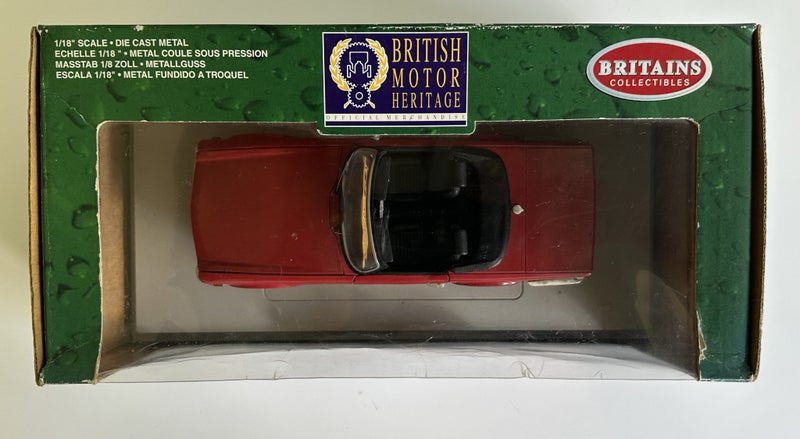 1/18" SCALE • DIE CAST METAL
ECHELLE 1/18 " • METAL COULE SOUS PRESSION
MASSTAB 1/8 ZOLL • METALLGUSS
ESCALA 1/18" • METAL FUNDIDO A TROQUEL
BRITISH
MOTOR
HERITAGE
OFFICIAL MERCHANDISE
BRITAINS
COLLECTIBLES